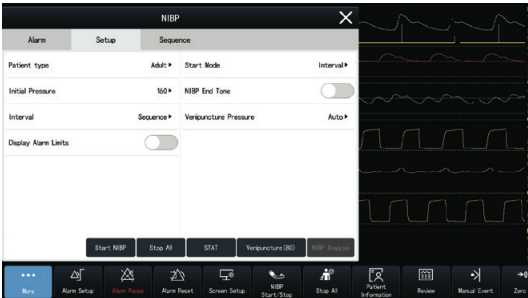 NIBP
Alarm Setup Sequence
Patient type Adult Start Mode Interval
Initial Pressure 160 NIBP End Tone
Interval Sequence Venipuncture Pressure Auto
Display Alarm Limits
Start NIBP Stop All STAT Venipuncture(80) NIBP Analysis
More Alarm Setup Alarm Pause Alarm Reset Screen Setup NIBP Start/Stop Stop All Patient Information Review Manual Event Zero